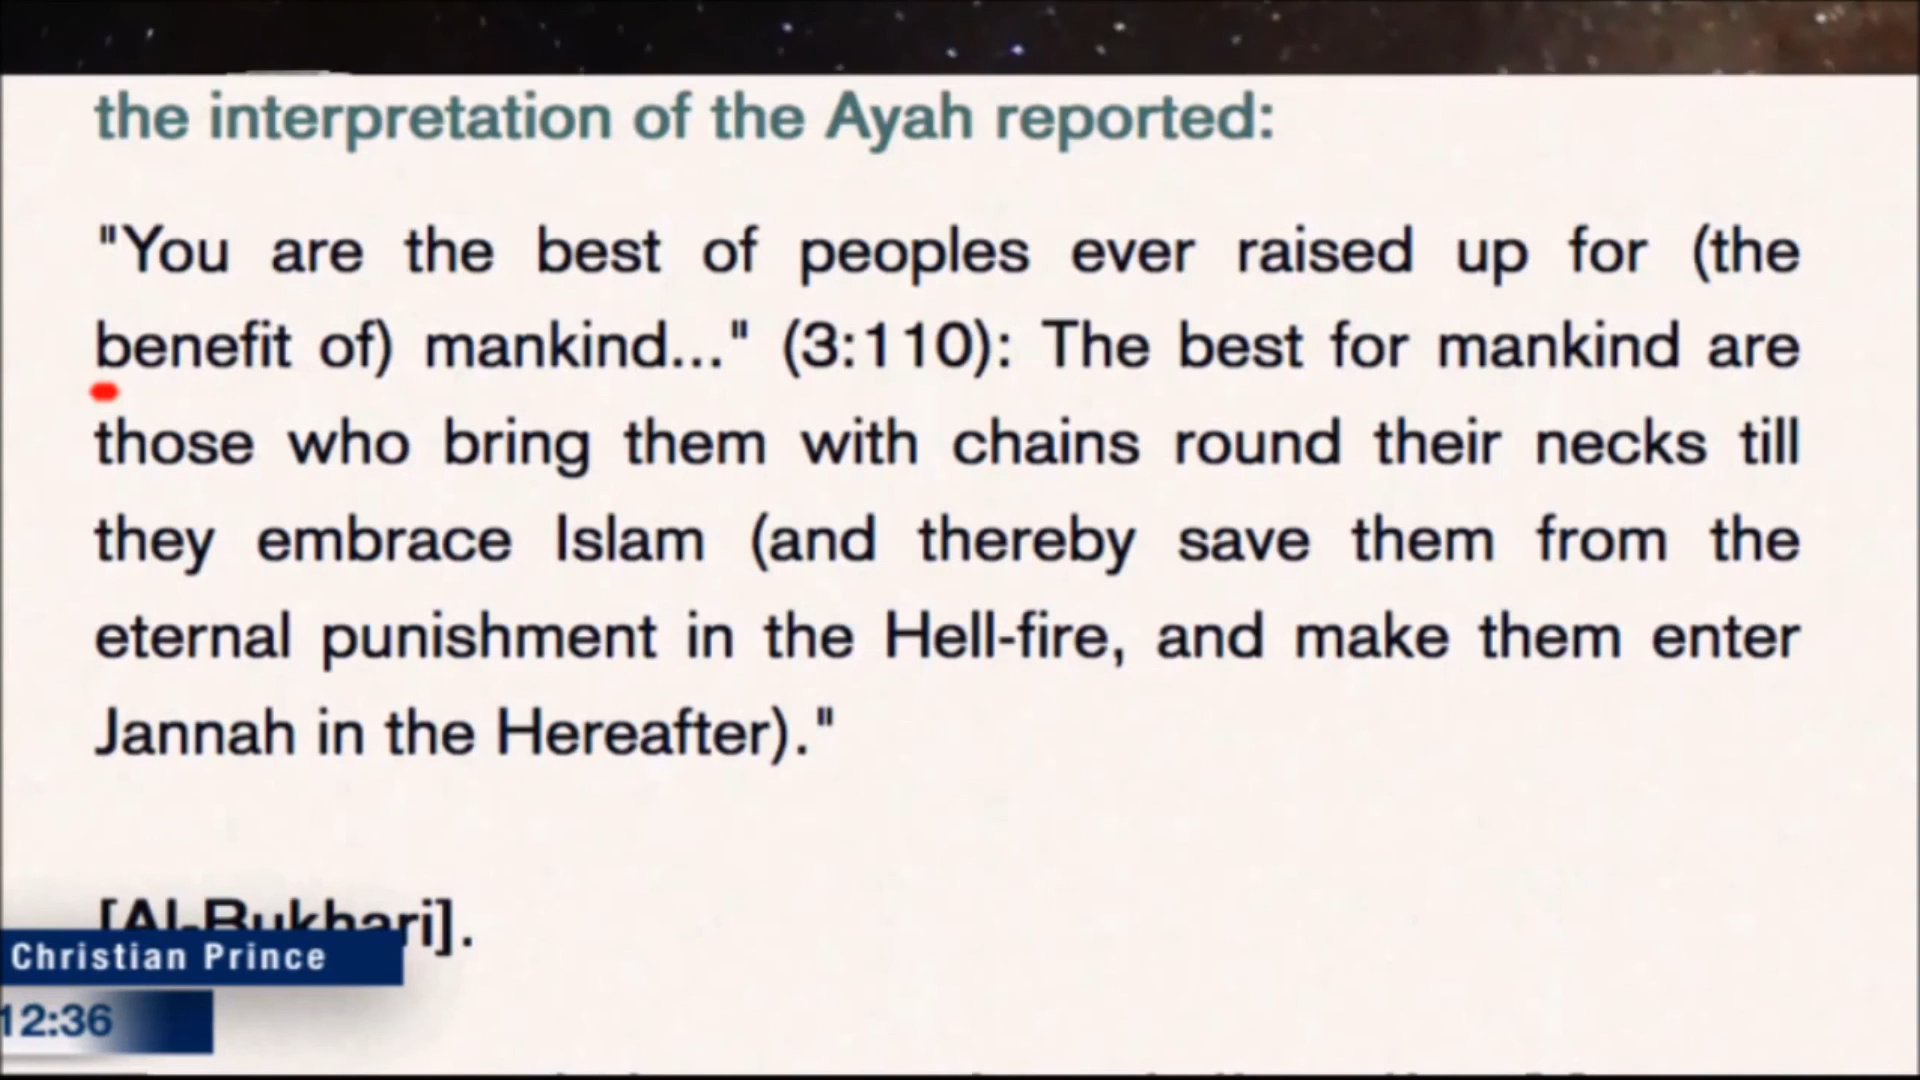 the interpretation of the Ayah reported:
"You are the best of peoples ever raised up for (the
benefit of) mankind..." (3:110): The best for mankind are
those who bring them with chains round their necks till
they embrace Islam (and thereby save them from the
eternal punishment in the Hell-fire, and make them enter
Jannah in the Hereafter)."
[Al-Bukhari].
Christian Prince
12:36